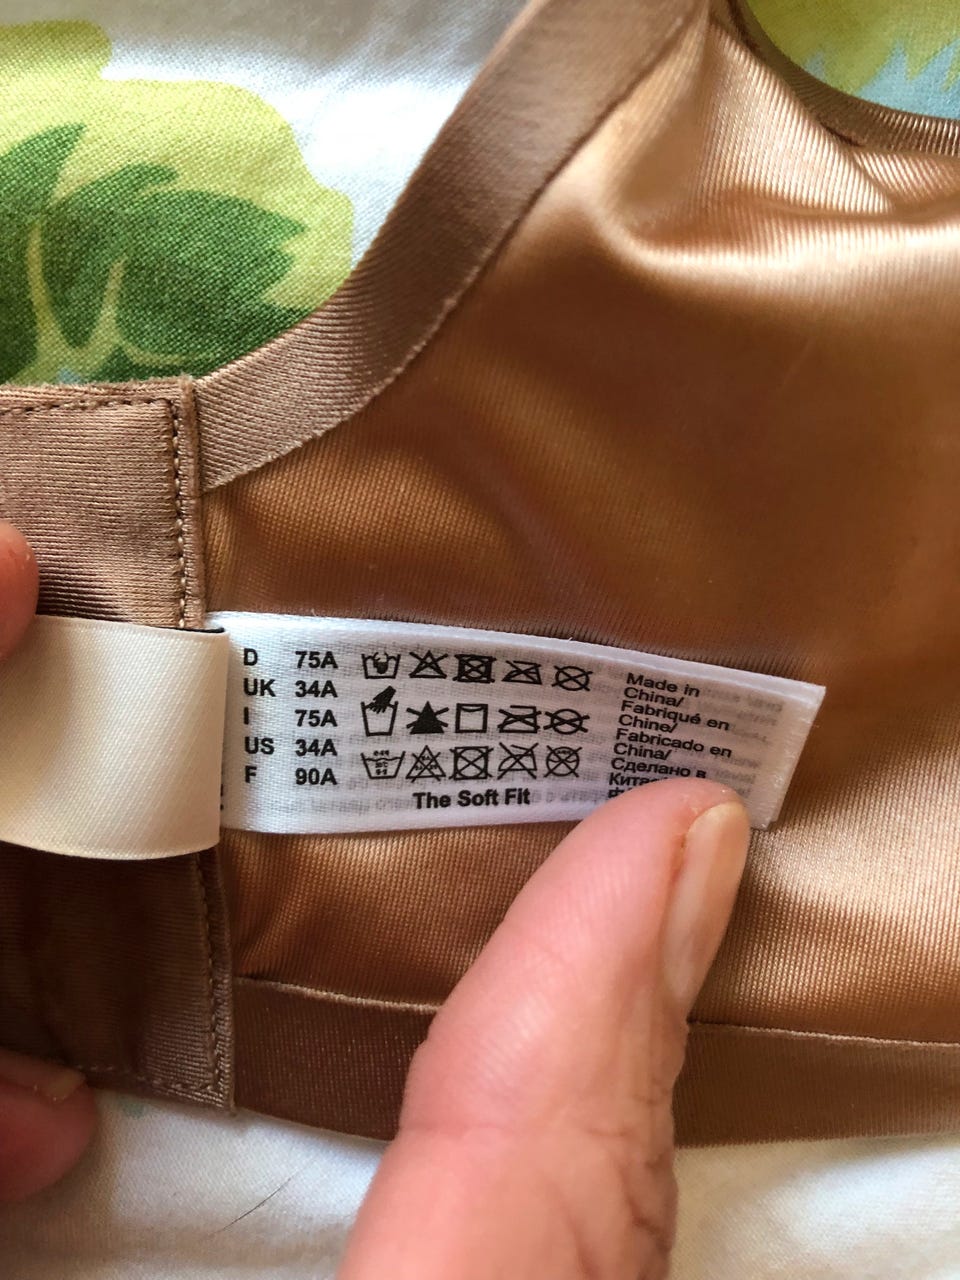 D 75A
UK 34A
I 75A
US 34A
F 90A
The Soft Fit
Made in
China/
Fabriqué en
Chine/
Fabricado en
China/
Сделано в